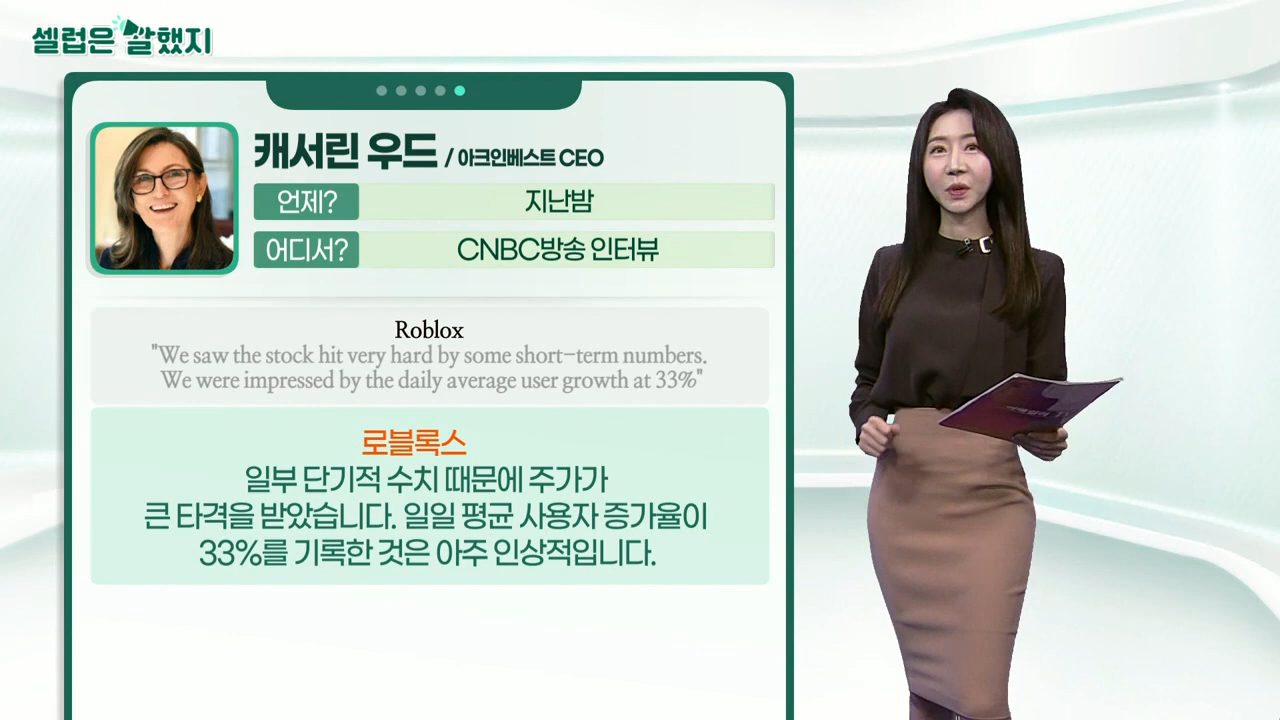 셀럽은 말했지
캐서린 우드 / 아크인베스트 CEO
언제? 지난밤
어디서? CNBC방송 인터뷰
Roblox
"We saw the stock hit very hard by some short-term numbers.
We were impressed by the daily average user growth at 33%"
로블록스
일부 단기적 수치 때문에 주가가
큰 타격을 받았습니다. 일일 평균 사용자 증가율이
33%를 기록한 것은 아주 인상적입니다.